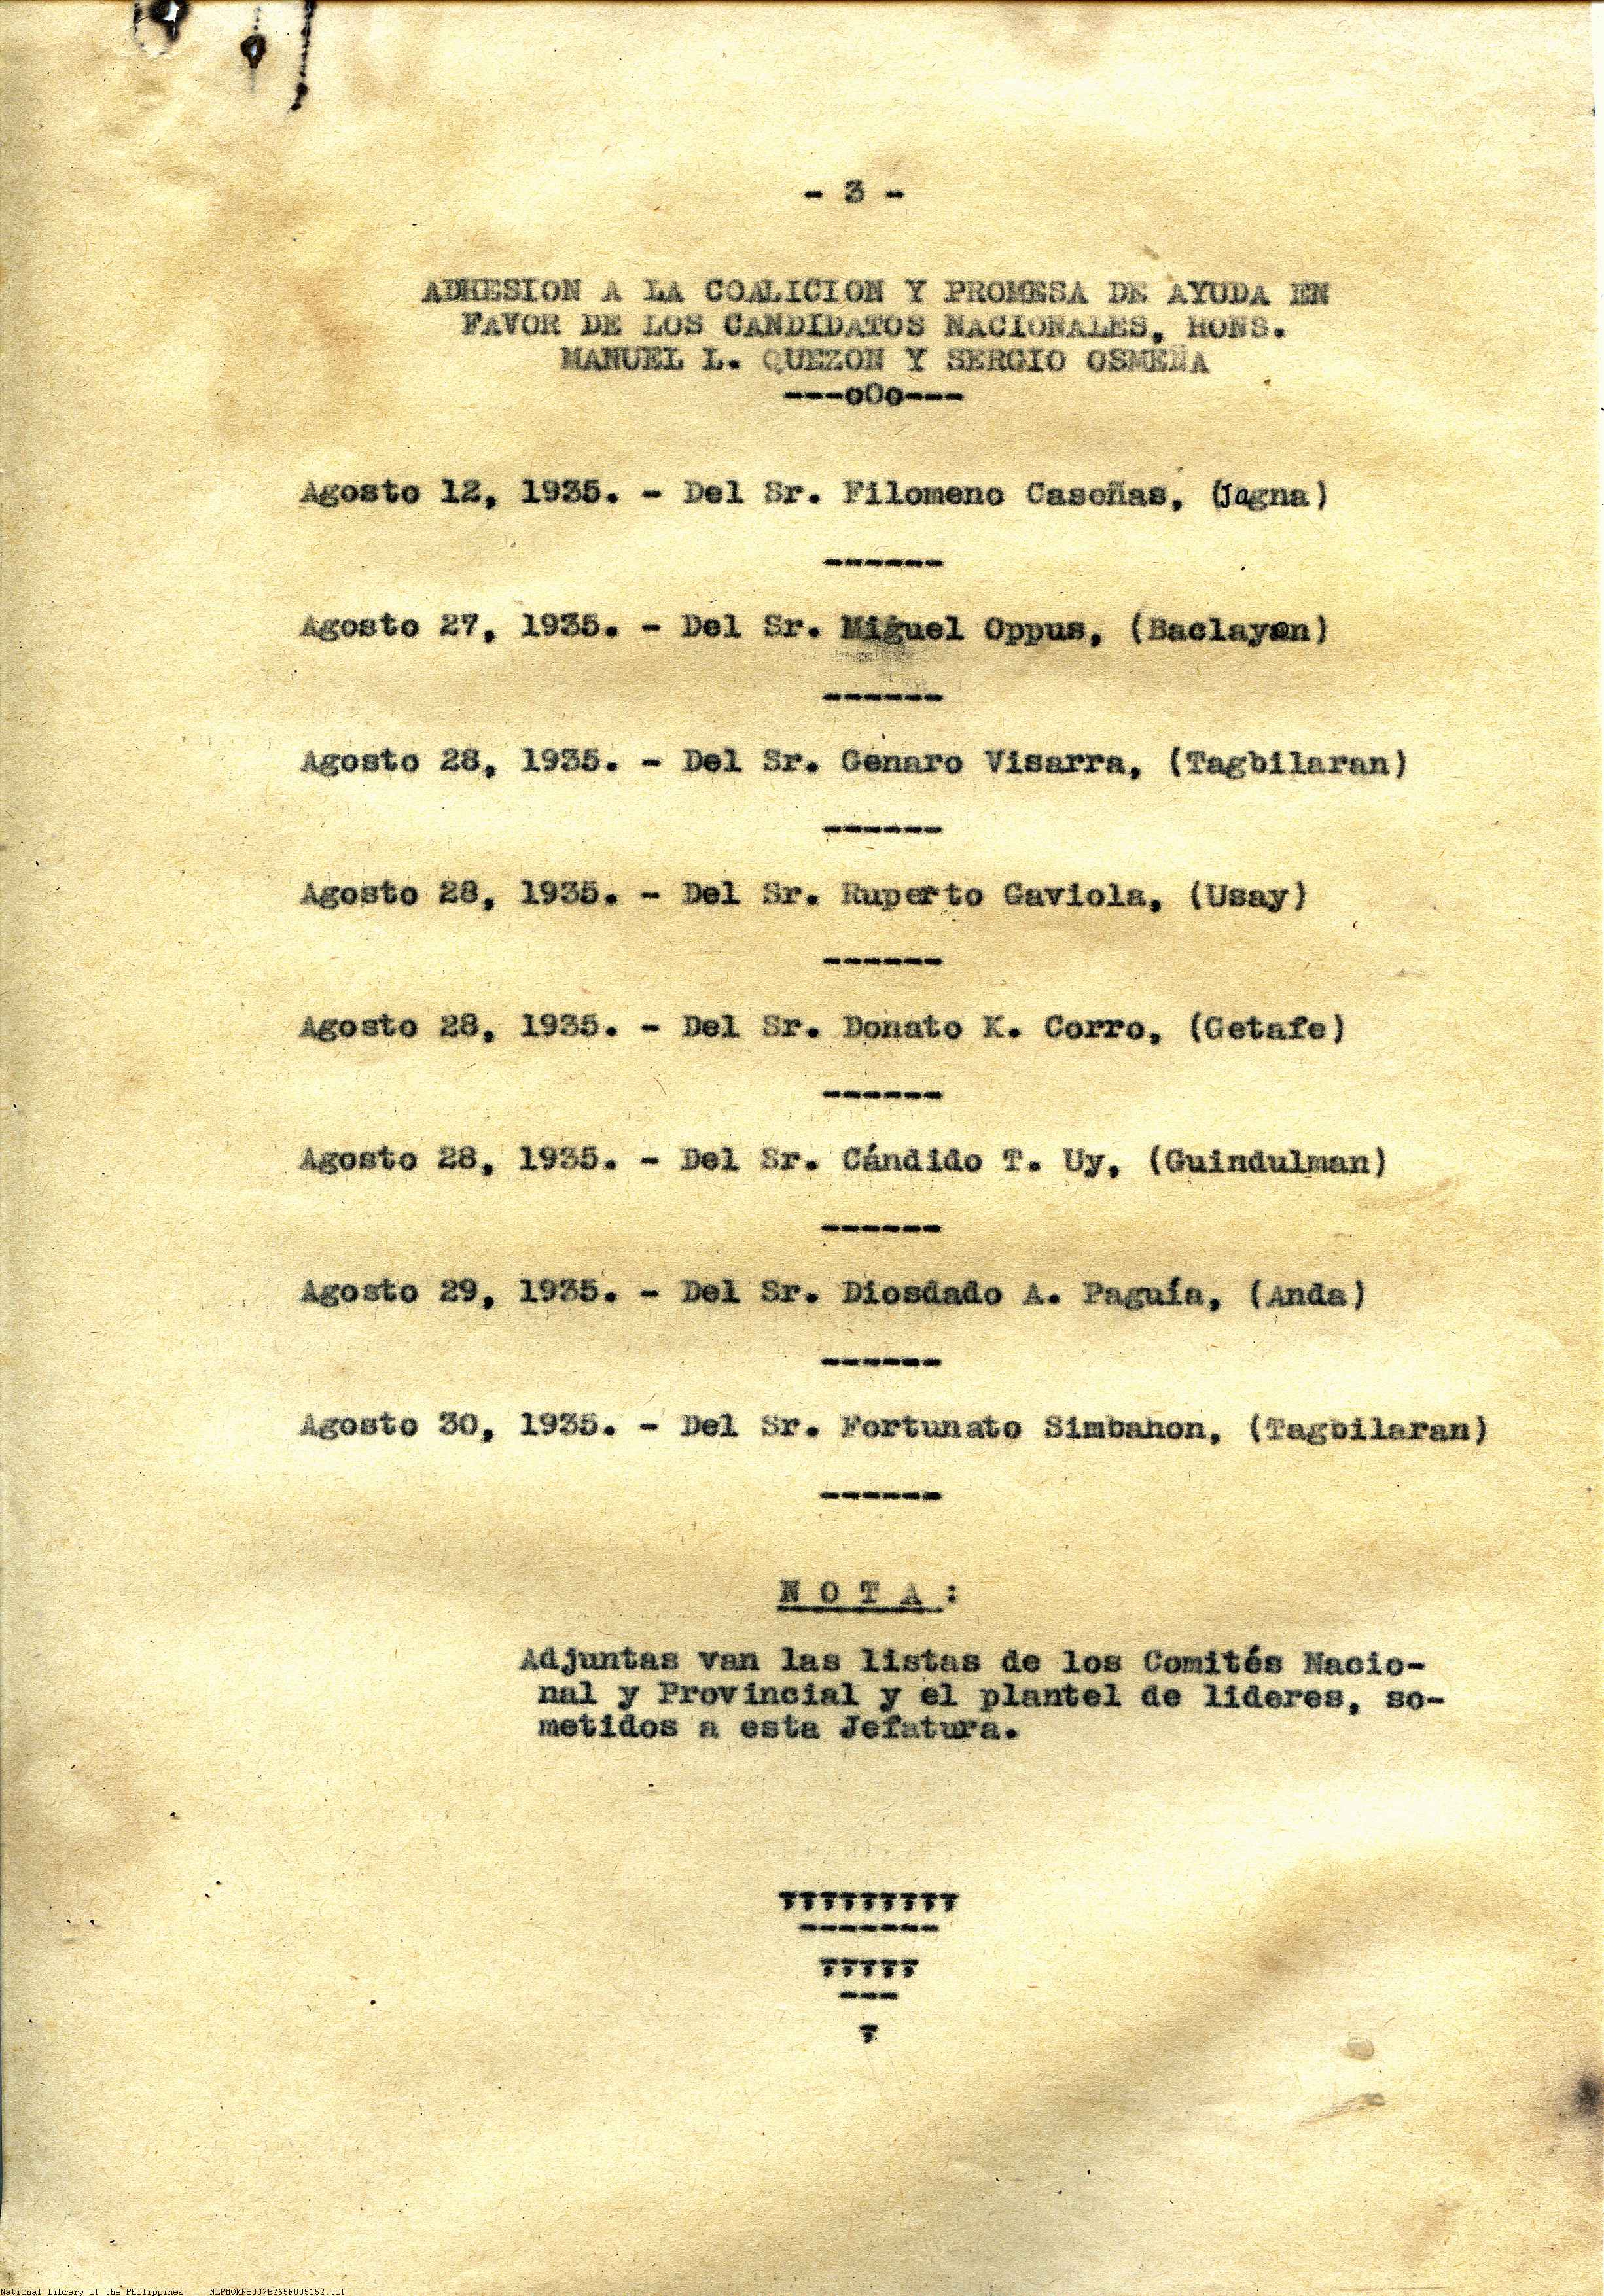 - 3 -
ADHESION A LA COALICION Y PROMESA DE AYUDA EN
FAVOR DE LOS CANDIDATOS NACIONALES, HONS.
MANUEL L. QUEZON Y SERGIO OSMEÑA
---oOo---
Agosto 12, 1935. - Del Sr. Filomeno Caseñas, (Jagna)
------
Agosto 27, 1935. - Del Sr. Miguel Oppus, (Baclayon)
------
Agosto 28, 1935. - Del Sr. Genaro Visarra, (Tagbilaran)
------
Agosto 28, 1935. - Del Sr. Ruperto Gaviola, (Usay)
------
Agosto 28, 1935. - Del Sr. Donato K. Corro, (Getafe)
------
Agosto 28, 1935. - Del Sr. Cándido T. Uy, (Guindulman)
------
Agosto 29, 1935. - Del Sr. Diosdado A. Paguía, (Anda)
------
Agosto 30, 1935. - Del Sr. Fortunato Simbahon, (Tagbilaran)
------
N O T A :
Adjuntas van las listas de los Comités Nacio-
nal y Provincial y el plantel de lideres, so-
metidos a esta Jefatura.
National Library of the Philippines NLPMQMNS007B265F005152.tif